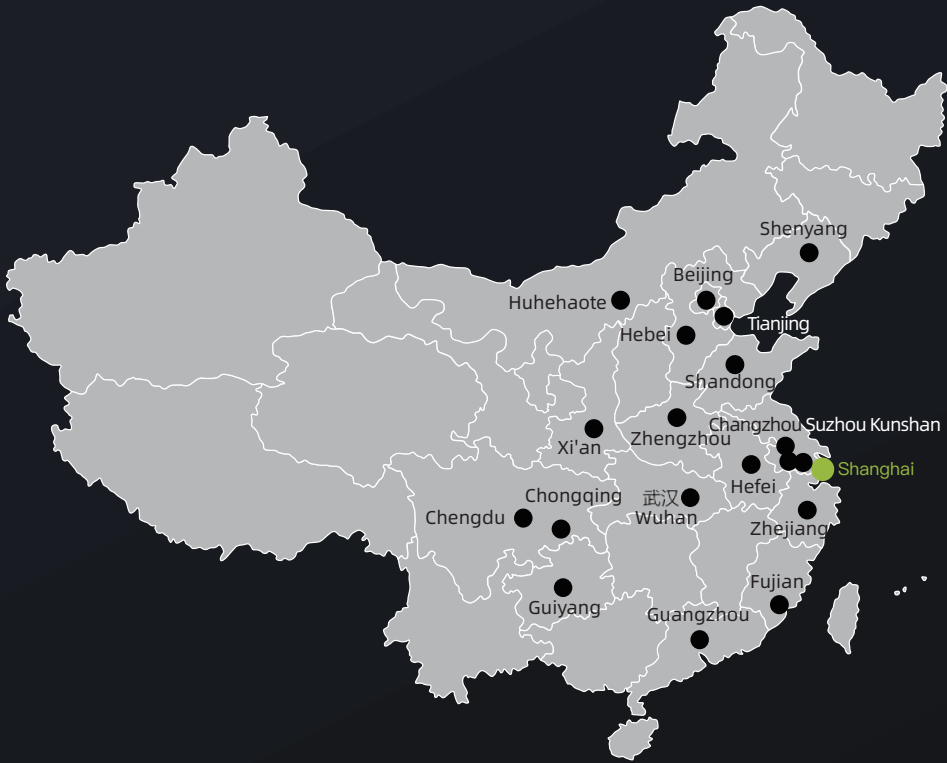 Shenyang
Beijing
Huhehaote
Tianjing
Hebei
Shandong
Changzhou
Suzhou Kunshan
Zhengzhou
Xi'an
Shanghai
Hefei
Chongqing
武汉
Wuhan
Chengdu
Zhejiang
Fujian
Guiyang
Guangzhou